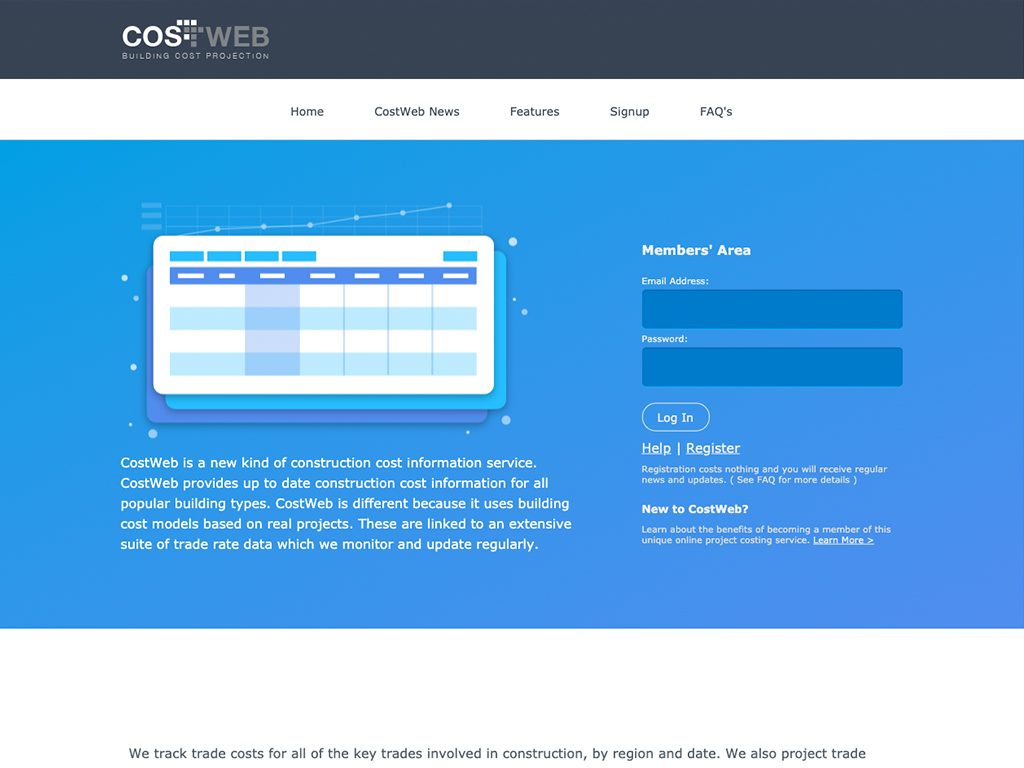 COSTWEB
BUILDING COST PROJECTION
Home
CostWeb News
Features
Signup
FAQ's
CostWeb is a new kind of construction cost information service.
CostWeb provides up to date construction cost information for all
popular building types. CostWeb is different because it uses building
cost models based on real projects. These are linked to an extensive
suite of trade rate data which we monitor and update regularly.
Members' Area
Email Address:
Password:
Log In
Help | Register
Registration costs nothing and you will receive regular
news and updates. ( See FAQ for more details )
New to CostWeb?
Learn about the benefits of becoming a member of this
unique online project costing service. Learn More >
We track trade costs for all of the key trades involved in construction, by region and date. We also project trade